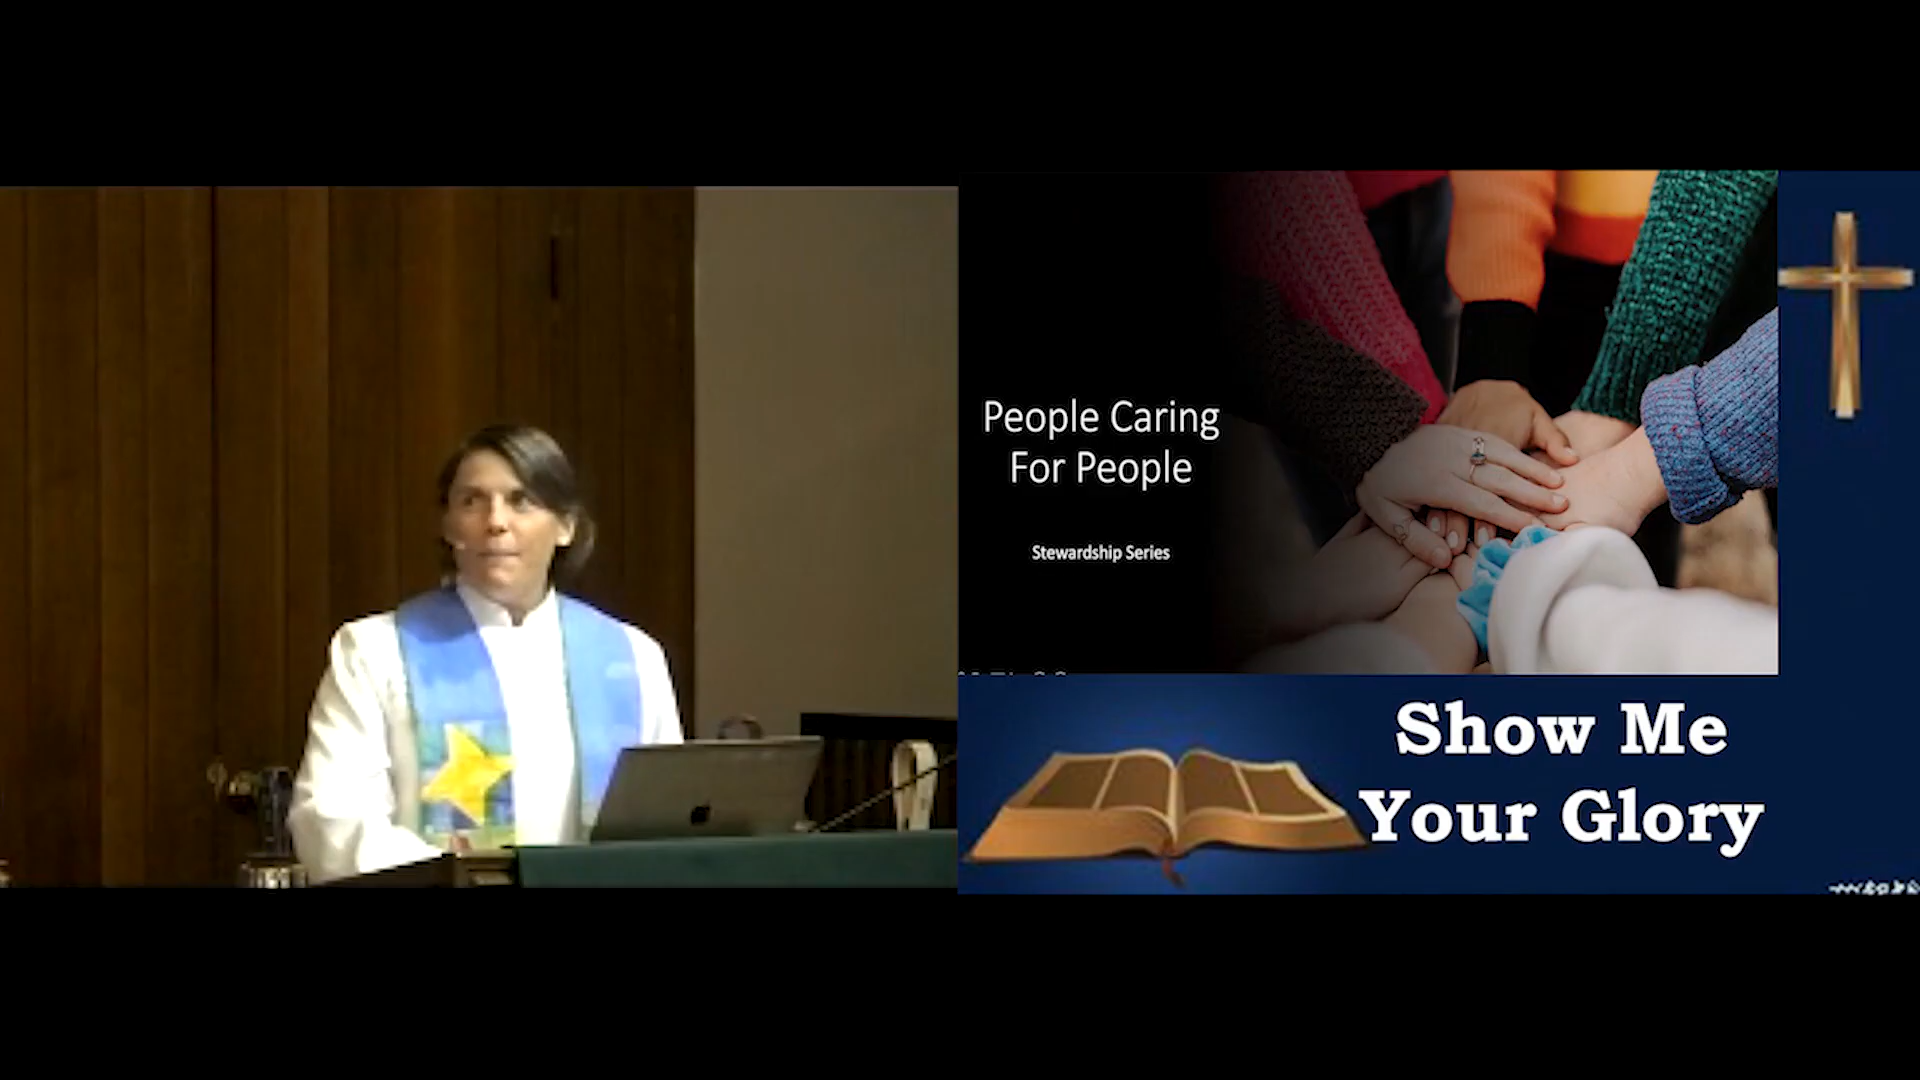 People Caring
For People
Stewardship Series
Show Me
Your Glory